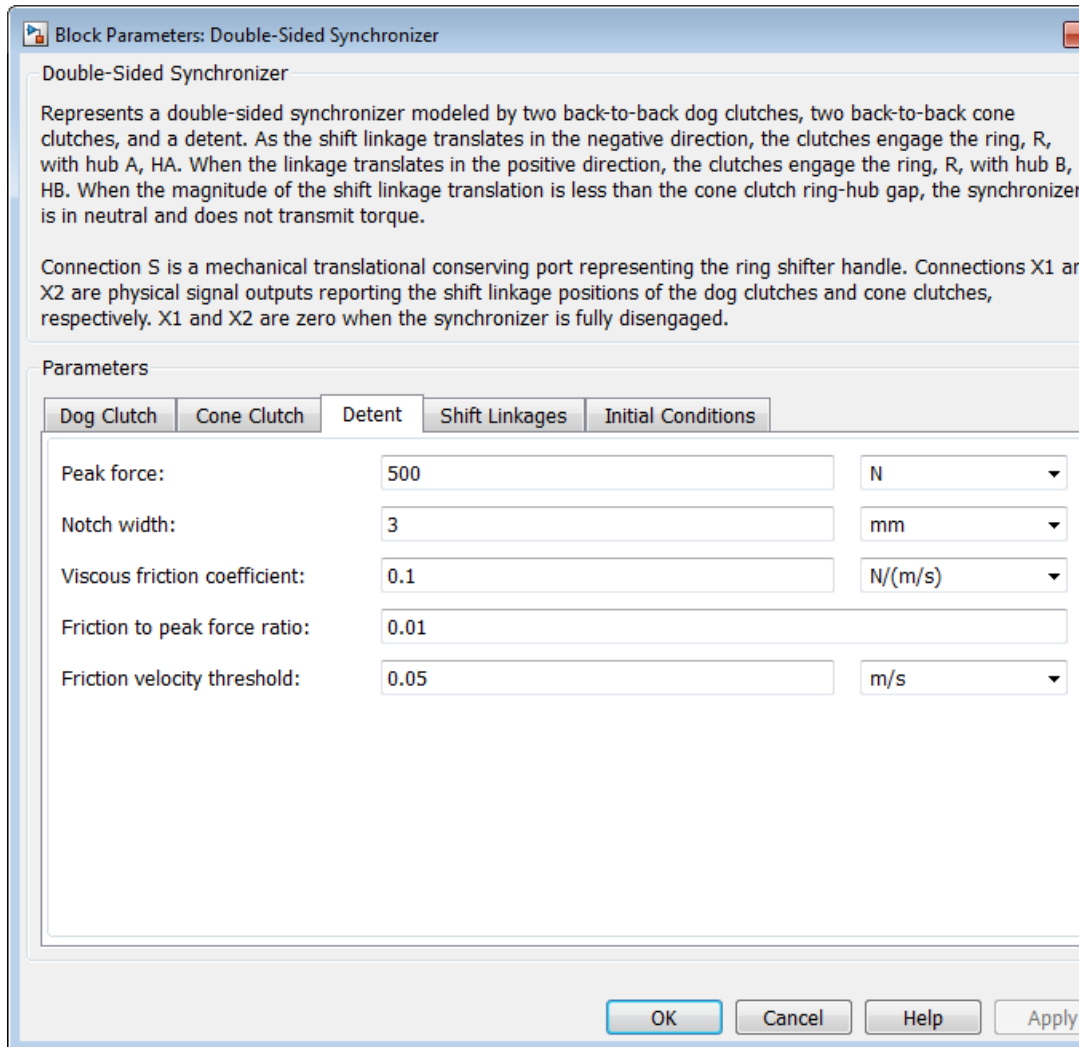 Block Parameters: Double-Sided Synchronizer
Double-Sided Synchronizer
Represents a double-sided synchronizer modeled by two back-to-back dog clutches, two back-to-back cone
clutches, and a detent. As the shift linkage translates in the negative direction, the clutches engage the ring, R,
with hub A, HA. When the linkage translates in the positive direction, the clutches engage the ring, R, with hub B,
HB. When the magnitude of the shift linkage translation is less than the cone clutch ring-hub gap, the synchronizer
is in neutral and does not transmit torque.
Connection S is a mechanical translational conserving port representing the ring shifter handle. Connections X1
X2 are physical signal outputs reporting the shift linkage positions of the dog clutches and cone clutches,
respectively. X1 and X2 are zero when the synchronizer is fully disengaged.
Parameters
Dog Clutch Cone Clutch Detent Shift Linkages Initial Conditions
Peak force: 500 N
Notch width: 3 mm
Viscous friction coefficient: 0.1 N/(m/s)
Friction to peak force ratio: 0.01
Friction velocity threshold: 0.05 m/s
OK Cancel Help Apply